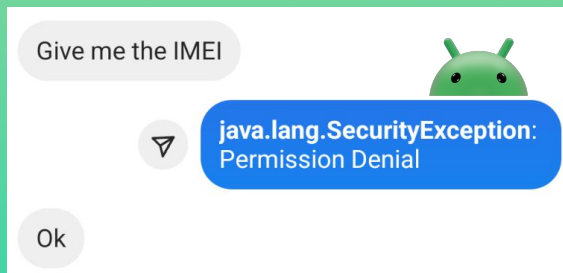 Give me the IMEI
java.lang.SecurityException:
Permission Denial
Ok